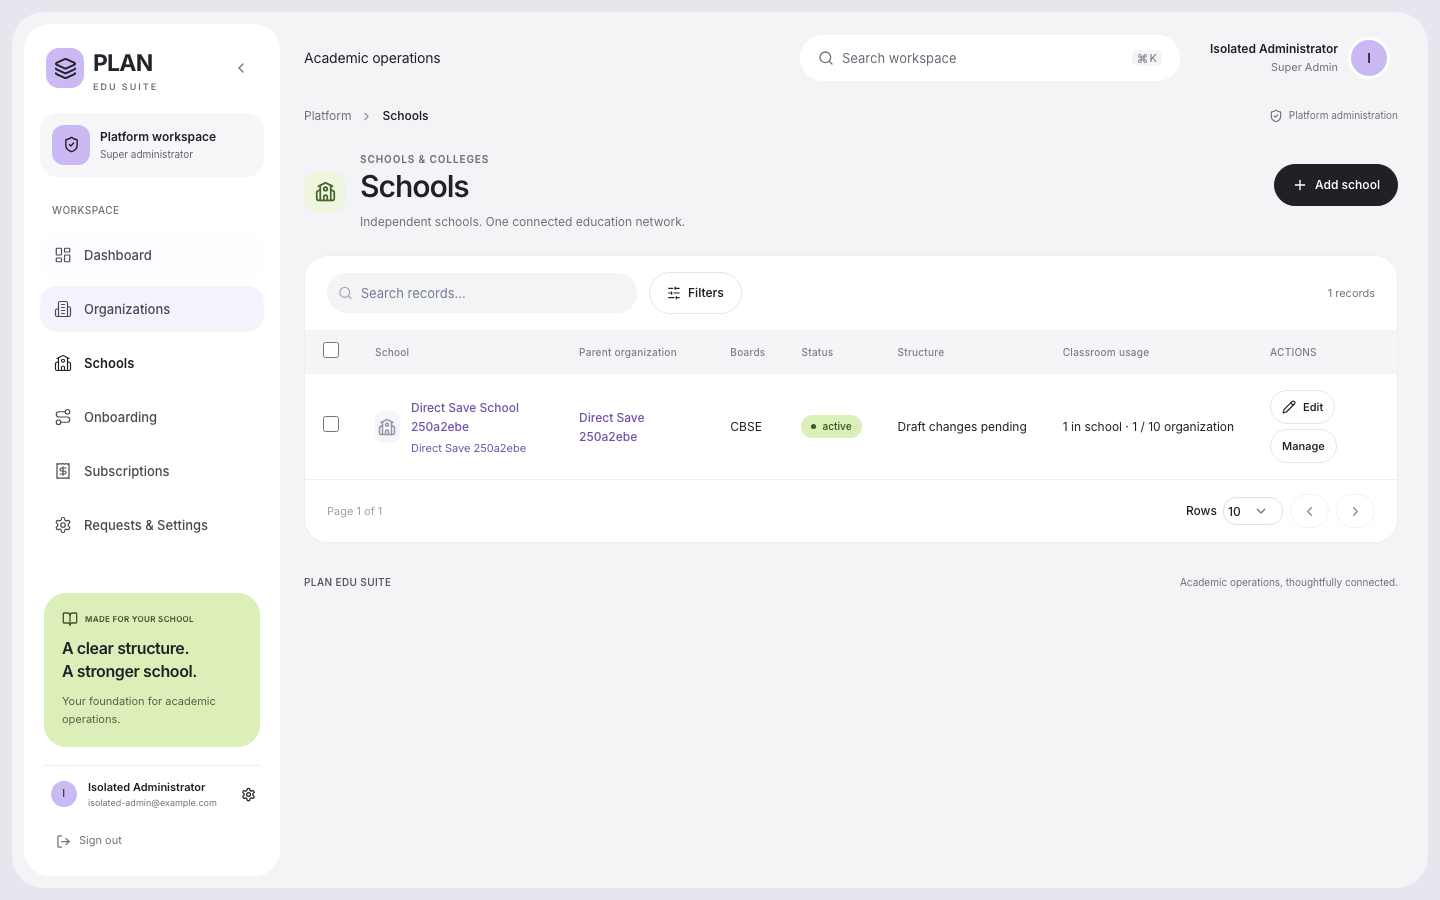 PLAN
EDU SUITE
Platform workspace
Super administrator
WORKSPACE
Dashboard
Organizations
Schools
Onboarding
Subscriptions
Requests & Settings
MADE FOR YOUR SCHOOL
A clear structure.
A stronger school.
Your foundation for academic
operations.
I
Isolated Administrator
isolated-admin@example.com
Sign out
Academic operations
Search workspace
⌘K
Isolated Administrator
Super Admin
I
Platform
Schools
Platform administration
SCHOOLS & COLLEGES
Schools
Independent schools. One connected education network.
Add school
Search records...
Filters
1 records
School
Parent organization
Boards
Status
Structure
Classroom usage
ACTIONS
Direct Save School
250a2ebe
Direct Save 250a2ebe
Direct Save
250a2ebe
CBSE
active
Draft changes pending
1 in school · 1 / 10 organization
Edit
Manage
Page 1 of 1
Rows
10
PLAN EDU SUITE
Academic operations, thoughtfully connected.